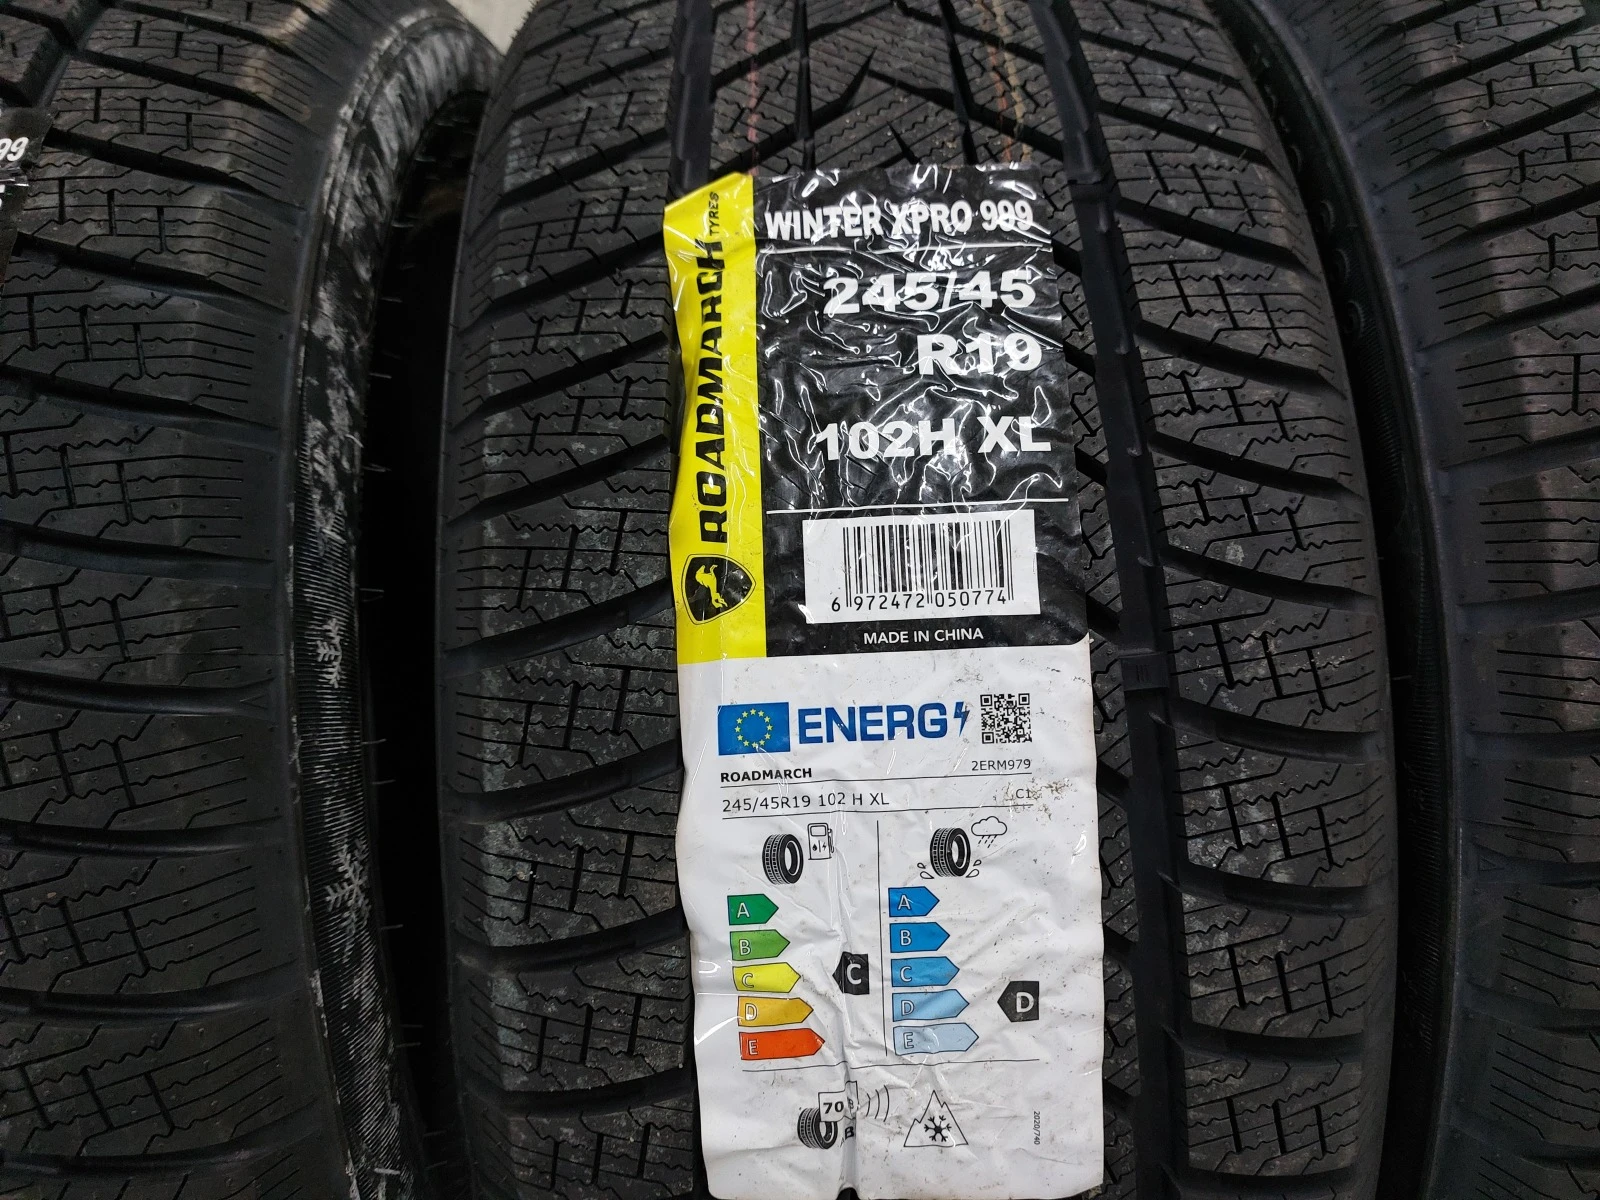 99
ROADMARCH TYRES
WINTER XPRO 999
245/45
R19
102H XL
6 972472 050774
MADE IN CHINA
ENERG
ROADMARCH 2ERM979
245/45R19 102 H XL C1
A
B
C
D
E
C
A
B
C
D
E
D
70
B
2020/740